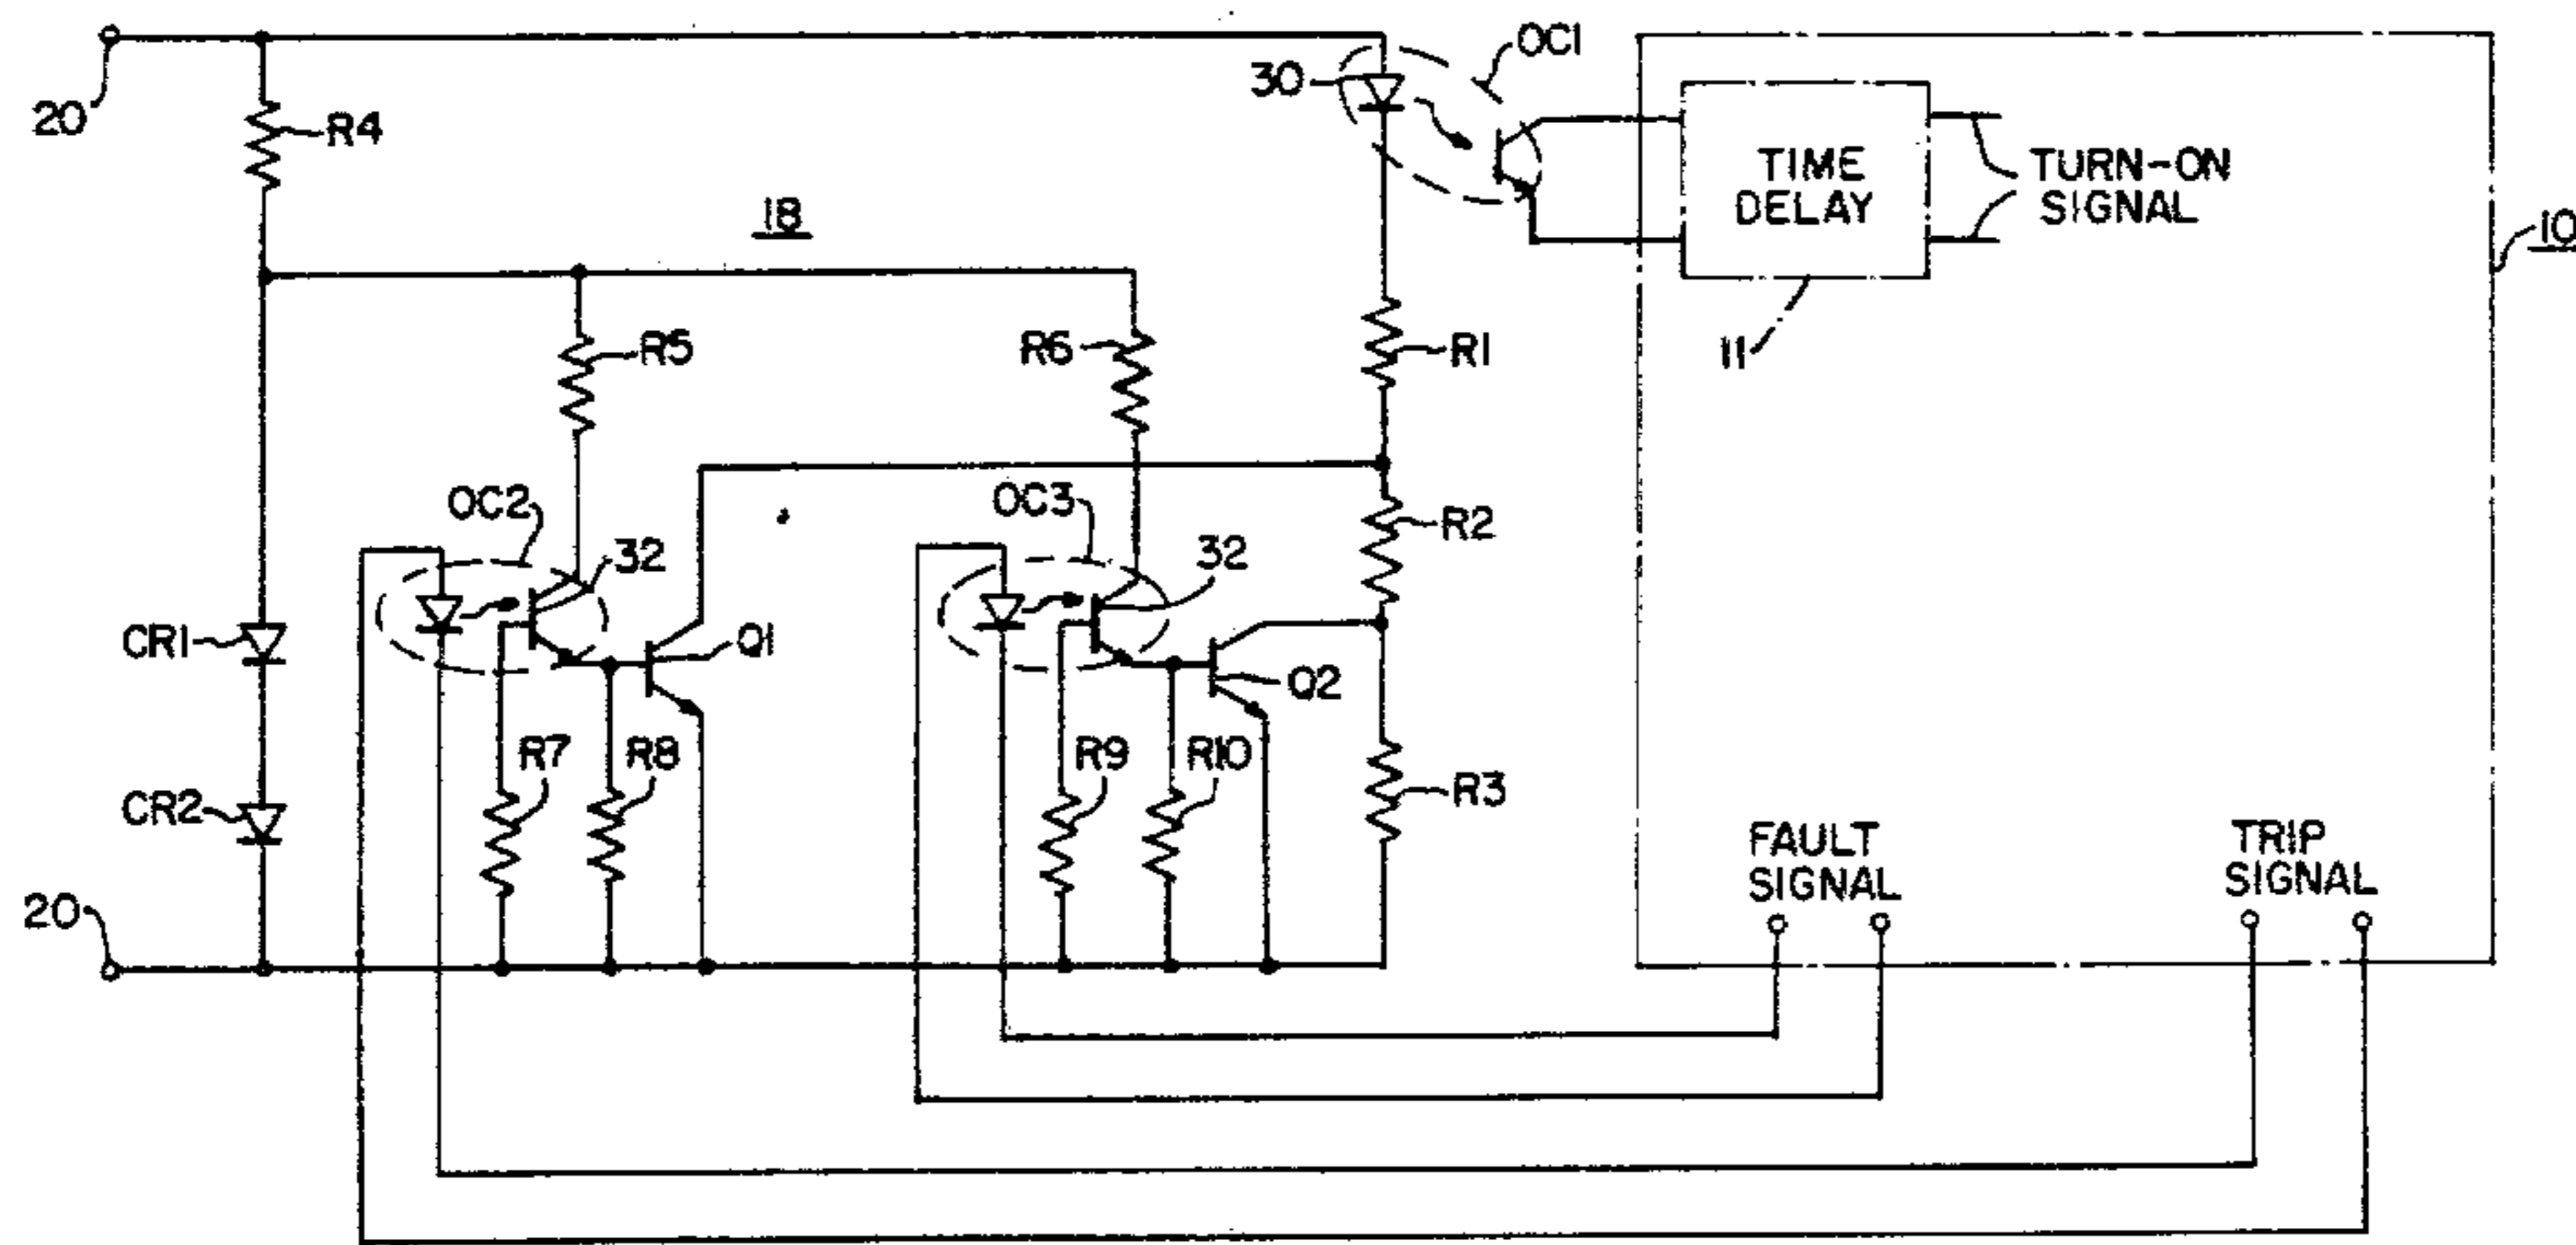 OC1
30
20
R4
TIME
DELAY
TURN-ON
SIGNAL
18
10
R5
R6
R1
11
OC2
OC3
R2
32
32
CR1
Q1
Q2
R7
R8
R9
R10
R3
CR2
FAULT
SIGNAL
TRIP
SIGNAL
20